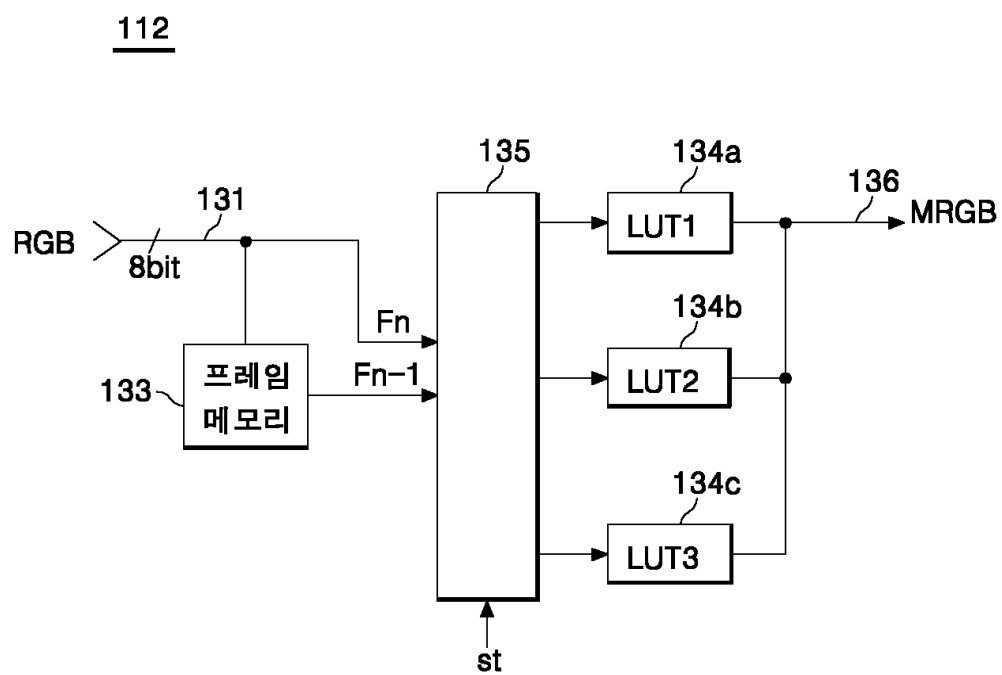 112
135
134a
LUT1
136
MRGB
131
RGB
8bit
Fn
134b
LUT2
133
프레임
메모리
Fn-1
134c
LUT3
st